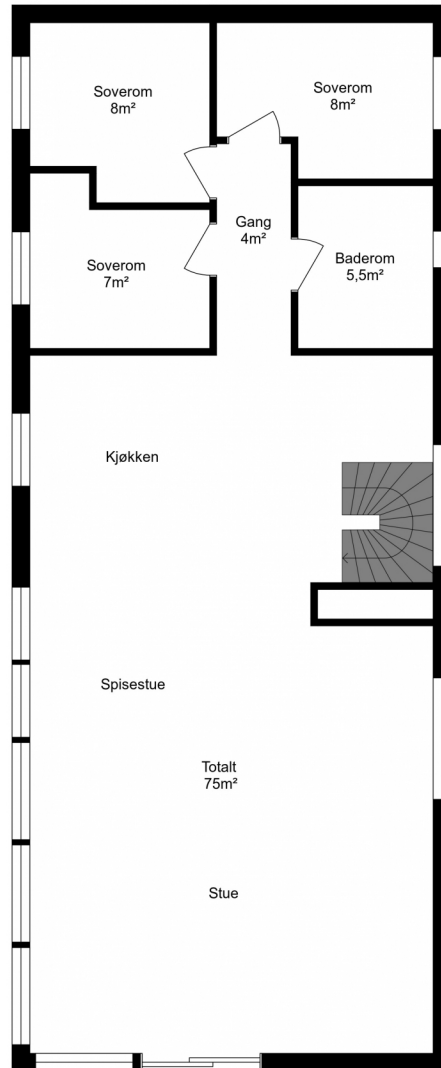 Soverom
8m²
Soverom
8m²
Gang
4m²
Soverom
7m²
Baderom
5,5m²
Kjøkken
Spisestue
Totalt
75m²
Stue